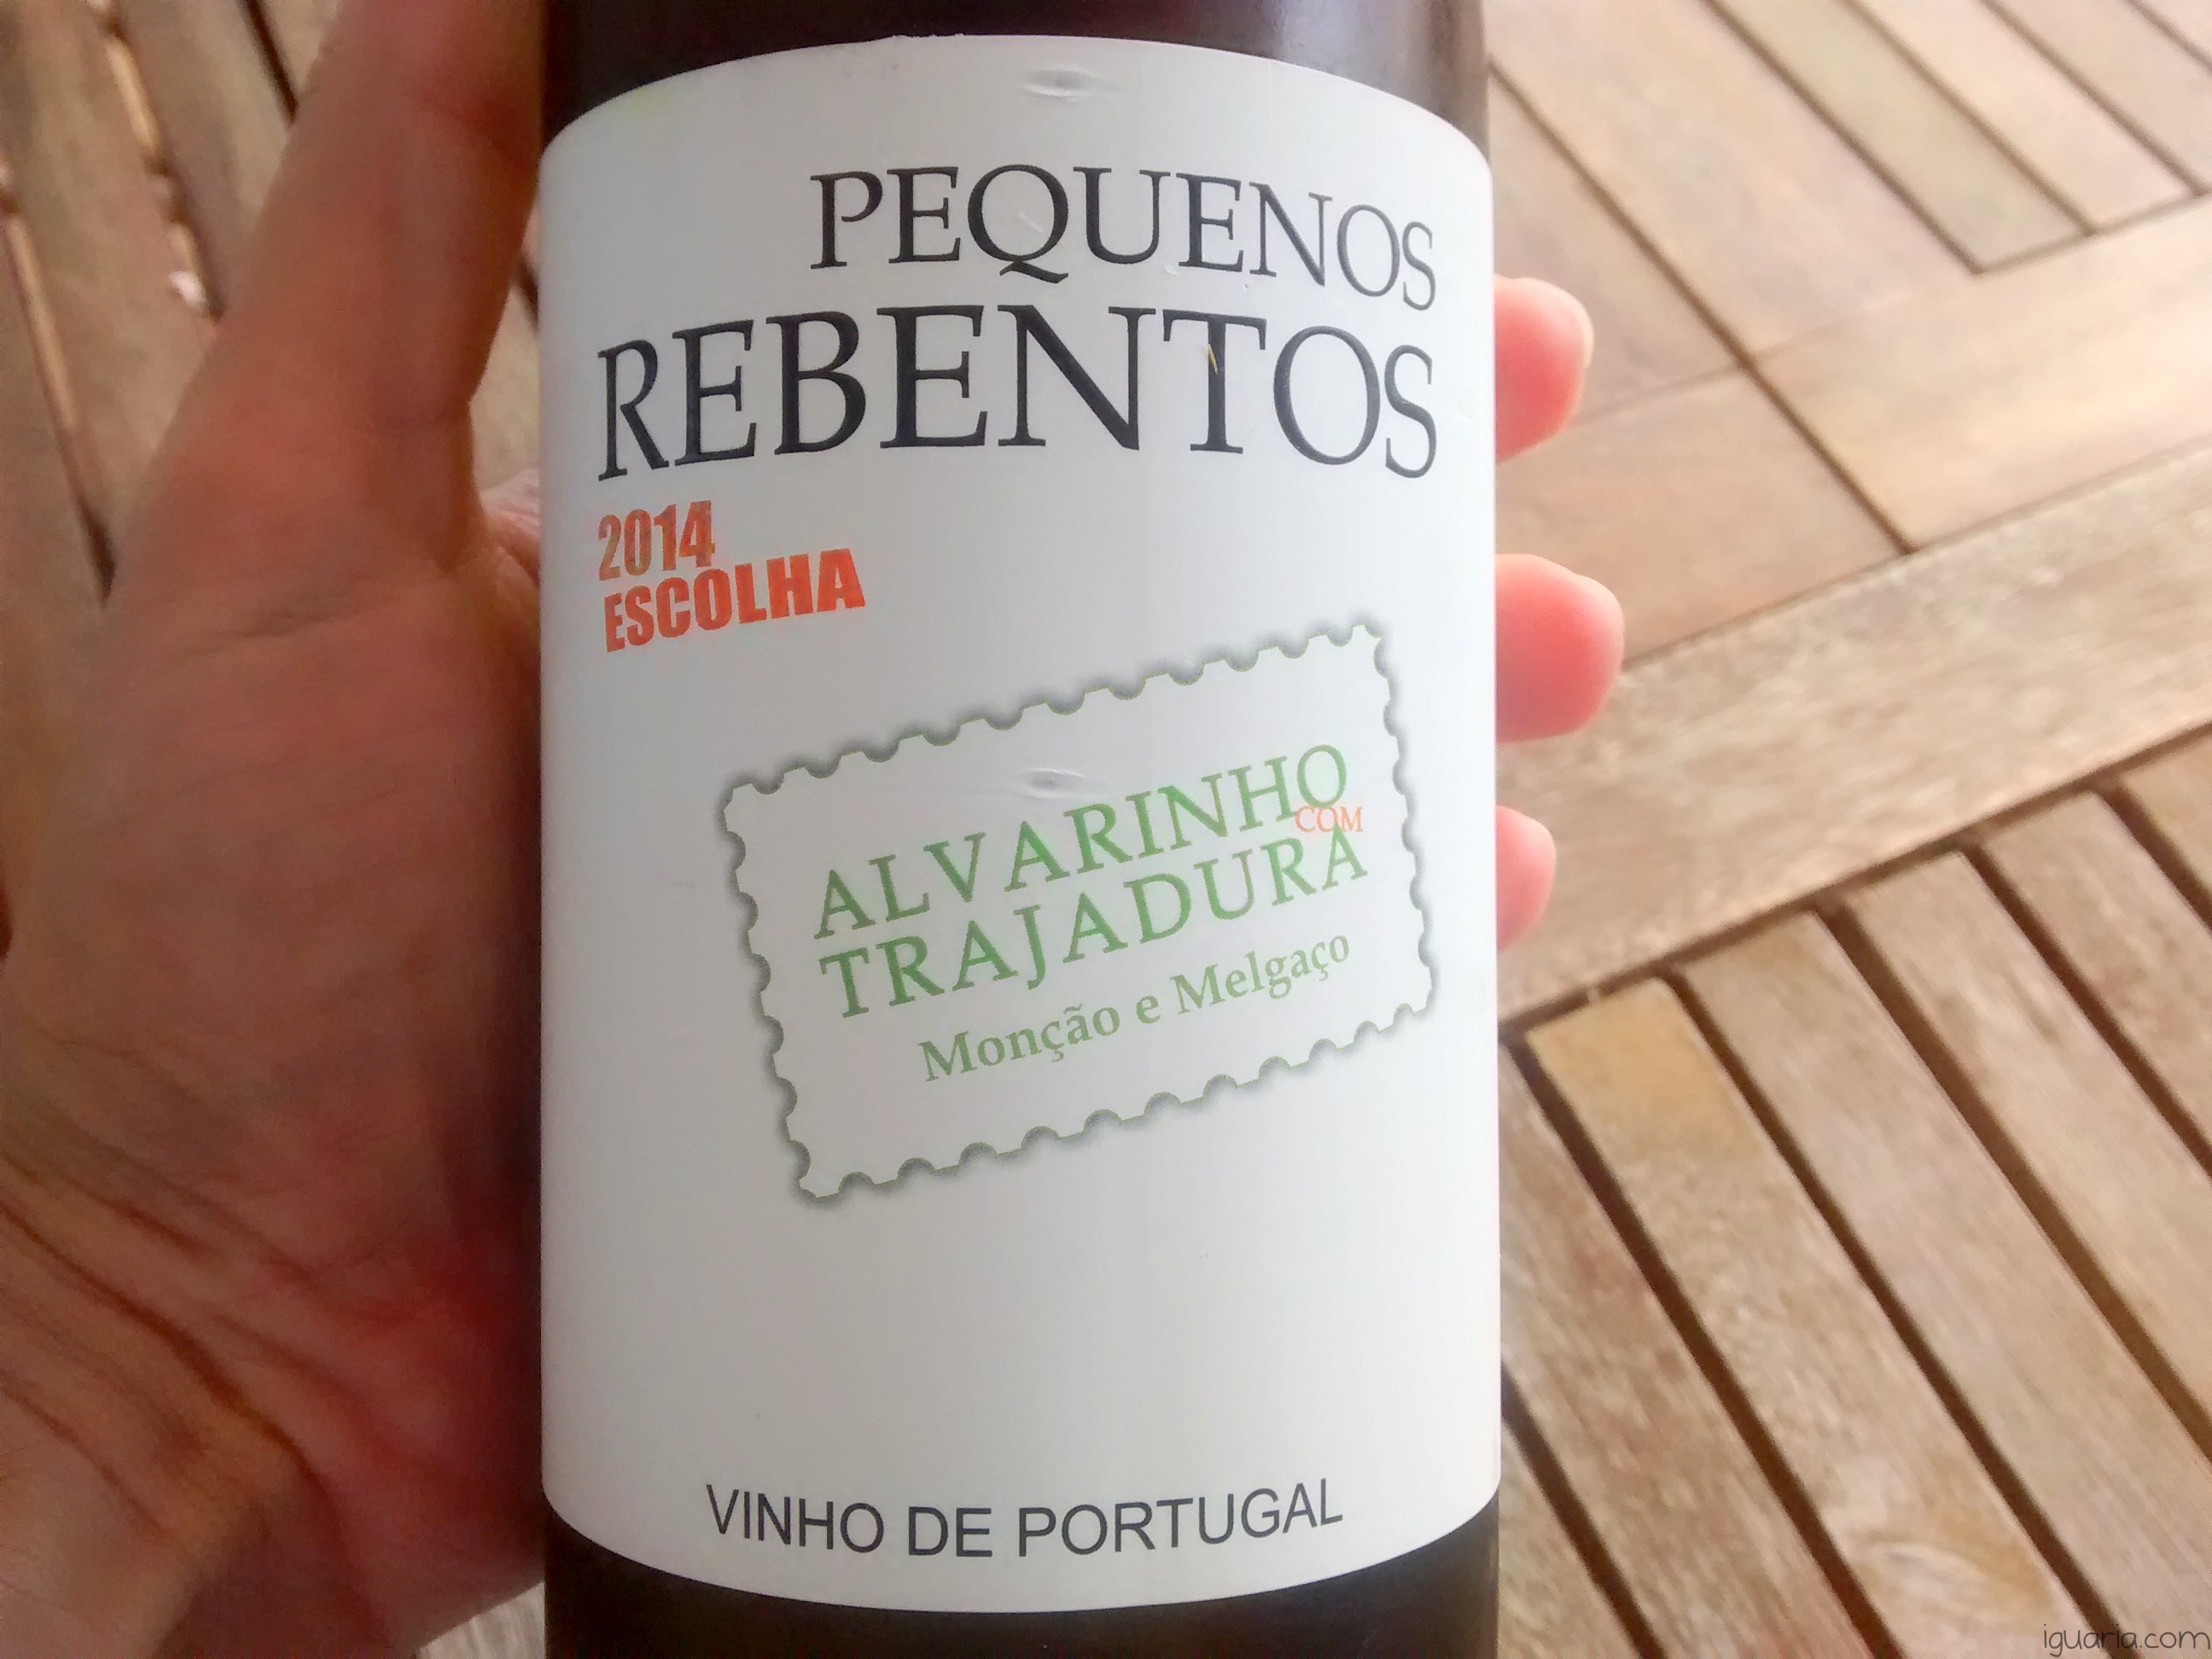 PEQUENOS
REBENTOS
2014
ESCOLHA
ALVARINHO
COM
TRAJADURA
Monção e Melgaço
VINHO DE PORTUGAL
iguaria.com